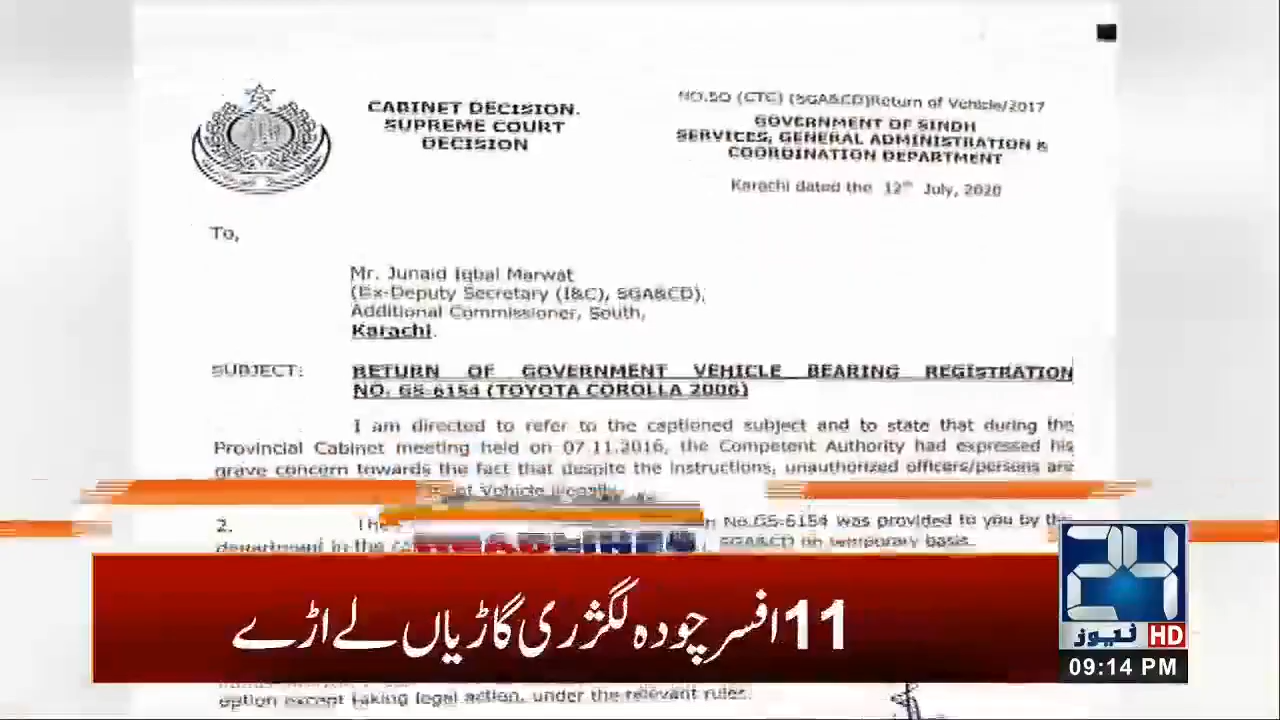 CABINET DECISION.
SUPREME COURT
DECISION
NO.SO (CTC) (SGA&CD)Return of Vehicle/2017
GOVERNMENT OF SINDH
SERVICES, GENERAL ADMINISTRATION &
COORDINATION DEPARTMENT
Karachi dated the 12th July, 2020
To,
Mr. Junaid Iqbal Marwat
(Ex-Deputy Secretary (I&C), SGA&CD),
Additional Commissioner, South,
Karachi.
SUBJECT: RETURN OF GOVERNMENT VEHICLE BEARING REGISTRATION
NO. GS-6154 (TOYOTA COROLLA 2006)
I am directed to refer to the captioned subject and to state that during the
Provincial Cabinet meeting held on 07.11.2016, the Competent Authority had expressed his
grave concern towards the fact that despite the instructions, unauthorized officers/persons are
Vehicle illegally.
2. No.GS-6154 was provided to you by the
department in the SGA&CD on temporary basis.
HEADLINES
11 افسر چودہ لگژری گاڑیاں لے اڑے
24
نیوز HD
09:14 PM
option except taking legal action, under the relevant rules.